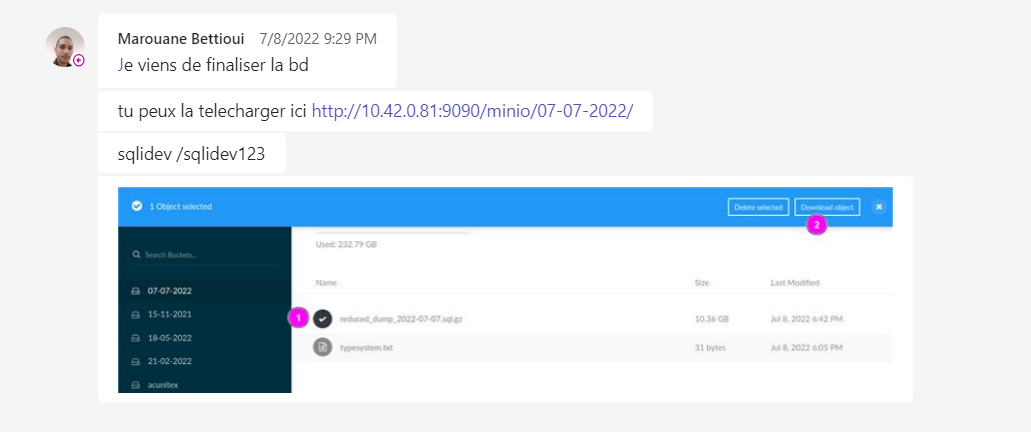 Marouane Bettioui 7/8/2022 9:29 PM
Je viens de finaliser la bd
tu peux la telecharger ici http://10.42.0.81:9090/minio/07-07-2022/
sqlidev /sqlidev123
1 Object selected
Delete selected Download object
2
Search Buckets...
07-07-2022
15-11-2021
18-05-2022
21-02-2022
acunitex
Used: 232.79 GB
Name Size Last Modified
1 reduced_dump_2022-07-07.sql.gz 10.36 GB Jul 8, 2022 6:42 PM
typesystem.txt 31 bytes Jul 8, 2022 6:05 PM